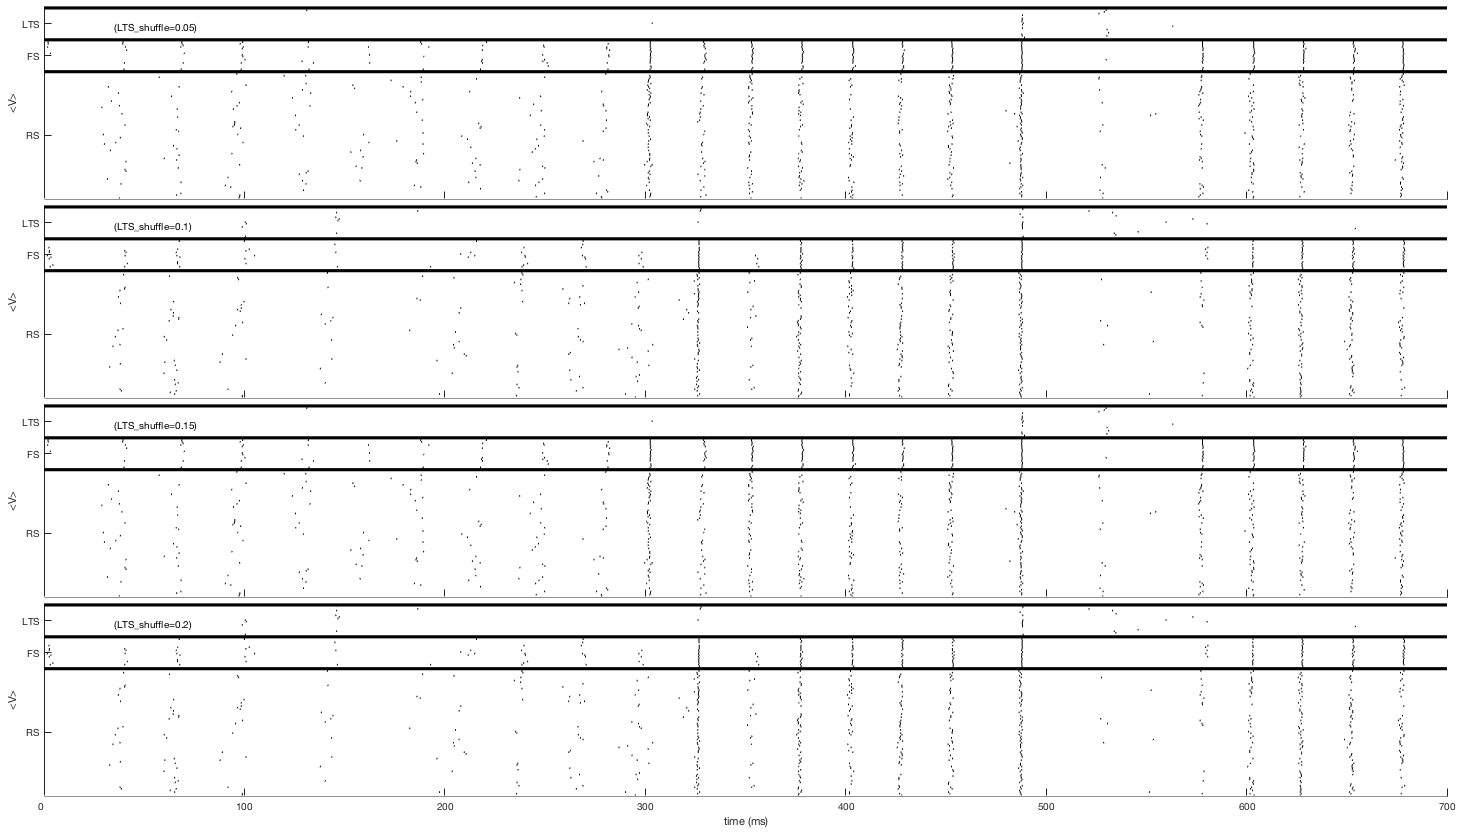 LTS
(LTS_shuffle=0.05)
FS
<V>
RS
LTS
(LTS_shuffle=0.1)
FS
<V>
RS
LTS
(LTS_shuffle=0.15)
FS
<V>
RS
LTS
(LTS_shuffle=0.2)
FS
<V>
RS
0 100 200 300 400 500 600 700
time (ms)